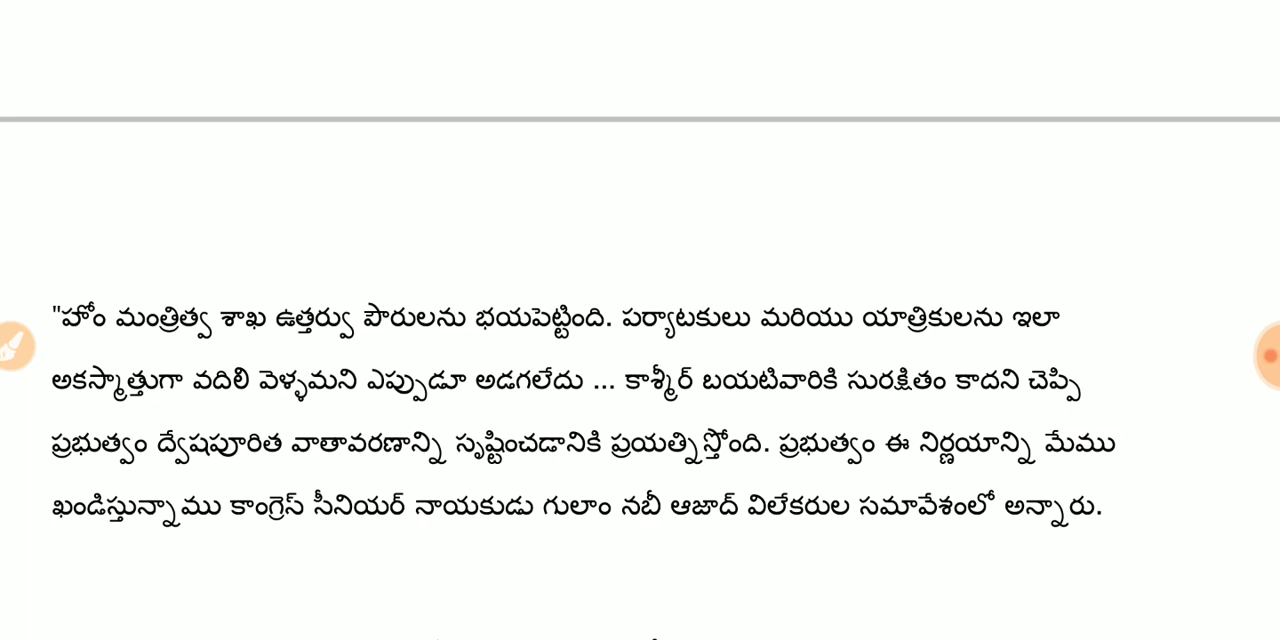 "హోం మంత్రిత్వ శాఖ ఉత్తర్వు పౌరులను భయపెట్టింది. పర్యాటకులు మరియు యాత్రికులను ఇలా
అకస్మాత్తుగా వదిలి వెళ్ళమని ఎప్పుడూ అడగలేదు ... కాశ్మీర్ బయటివారికి సురక్షితం కాదని చెప్పి
ప్రభుత్వం ద్వేషపూరిత వాతావరణాన్ని సృష్టించడానికి ప్రయత్నిస్తోంది. ప్రభుత్వం ఈ నిర్ణయాన్ని మేము
ఖండిస్తున్నాము కాంగ్రెస్ సీనియర్ నాయకుడు గులాం నబీ ఆజాద్ విలేకరుల సమావేశంలో అన్నారు.